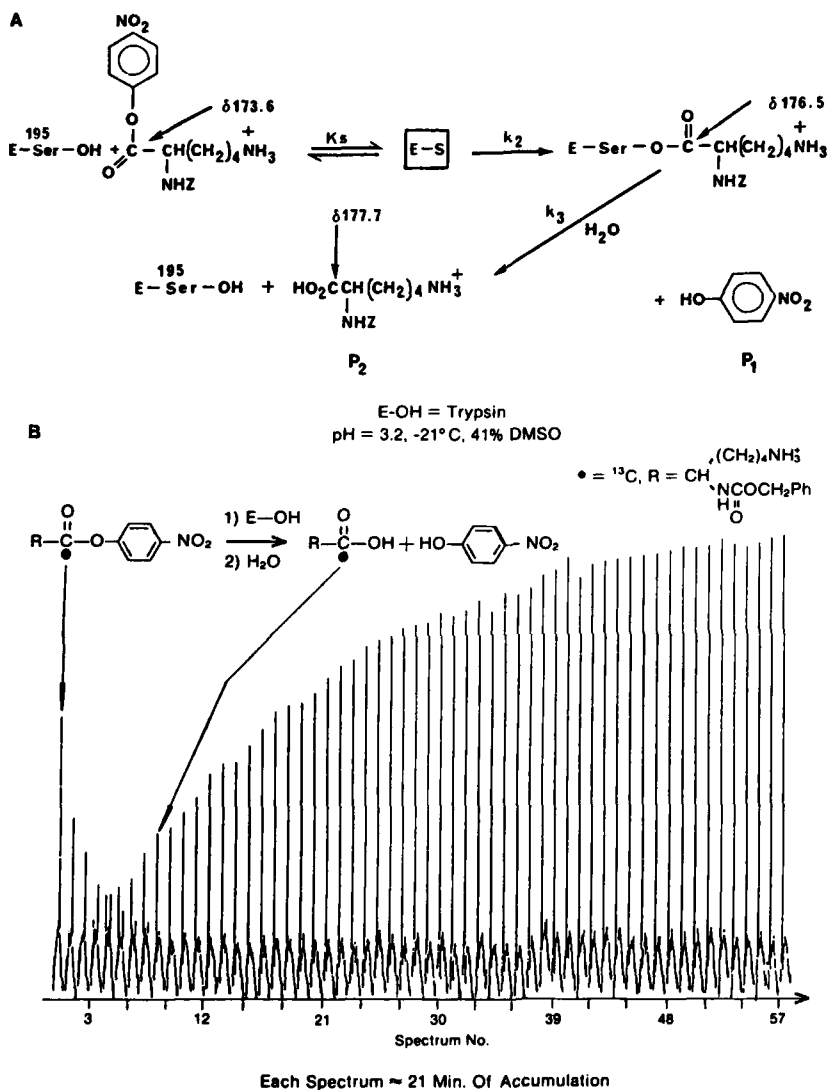 A
NO₂
δ173.6
δ176.5
195
E–Ser–OH + C–CH(CH₂)₄NH₃⁺
O
O
NHZ
Ks
E–S
k₂
E–Ser–O–C–CH(CH₂)₄NH₃⁺
O
NHZ
k₃
H₂O
δ177.7
195
E–Ser–OH + HO₂CCH(CH₂)₄NH₃⁺
NHZ
+ HO NO₂
P₂
P₁
E-OH = Trypsin
B
pH = 3.2, -21°C, 41% DMSO
● = ¹³C, R = CH
(CH₂)₄NH₃⁺
NCOCH₂Ph
H
O
O
R–C–O NO₂
1) E–OH
2) H₂O
O
R–C–OH + HO NO₂
3 12 21 30 39 48 57
Spectrum No.
Each Spectrum ≈ 21 Min. Of Accumulation